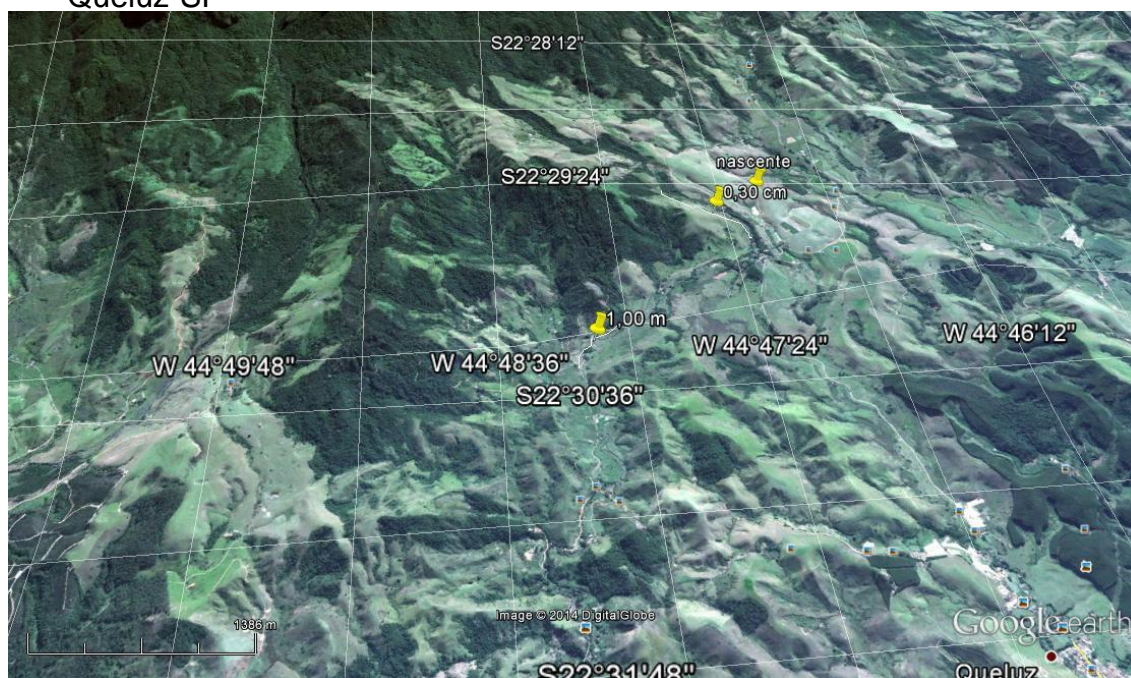 Queluz SP
S22°28'12"
nascente
S22°29'24"
0,30 cm
1,00 m
W 44°49'48"
W 44°48'36"
W 44°47'24"
W 44°46'12"
S22°30'36"
Image © 2014 DigitalGlobe
Google earth
1386 m
S22°31'48"
Queluz